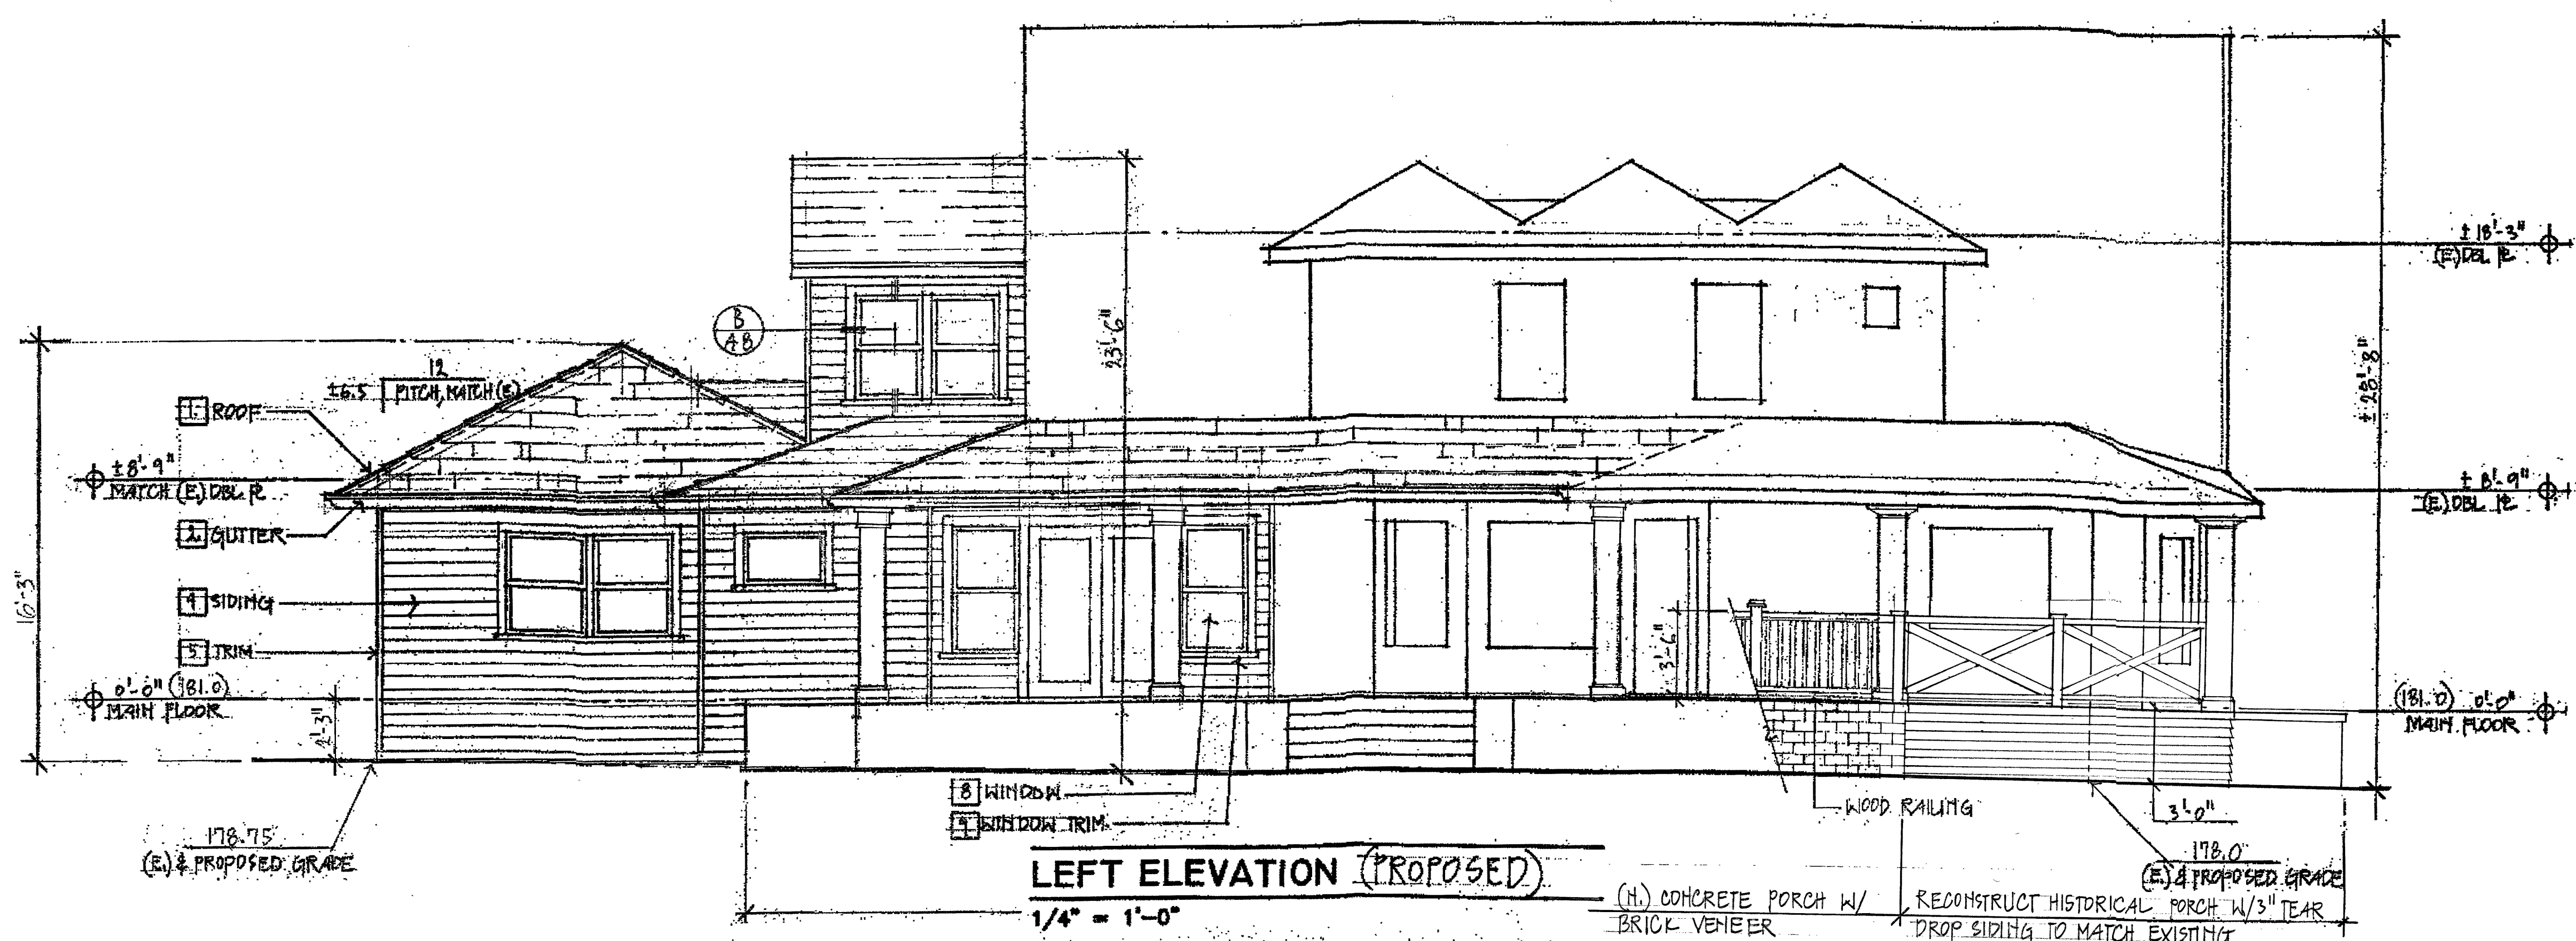 ± 18'-3"
(E.) DBL PL
B
A8
23'-6"
± 28'-8"
12
±6.5
PITCH, MATCH (E)
1. ROOF
± 8'-9"
MATCH (E.) DBL PL
± 8'-9"
(E.) DBL PL
2 GUTTER
16'-3"
4 SIDING
5 TRIM
3'-6"
0'-0" (181.0)
MAIN FLOOR
2'-3"
(181.0) 0'-0"
MAIN FLOOR
8 WINDOW
9 WINDOW TRIM
WOOD RAILING
3'-0"
178.75
(E.) & PROPOSED GRADE
178.0
(E.) & PROPOSED GRADE
LEFT ELEVATION (PROPOSED)
1/4" = 1'-0"
(N.) CONCRETE PORCH W/
BRICK VENEER
RECONSTRUCT HISTORICAL PORCH W/3" TEAR
DROP SIDING TO MATCH EXISTING